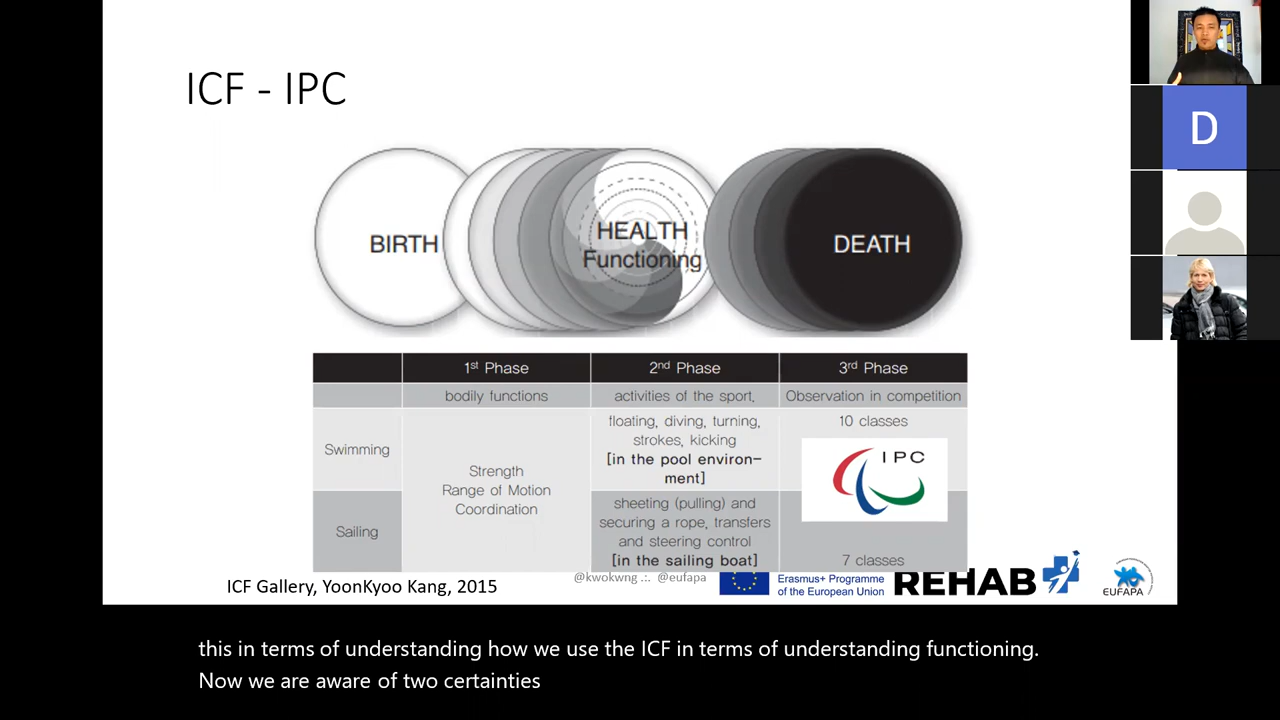 ICF - IPC
D
BIRTH
HEALTH
Functioning
DEATH
1st Phase
2nd Phase
3rd Phase
bodily functions
activities of the sport,
Observation in competition
Swimming
Strength
Range of Motion
Coordination
floating, diving, turning,
strokes, kicking
[in the pool environ-
ment]
10 classes
IPC
Sailing
sheeting (pulling) and
securing a rope, transfers
and steering control
[in the sailing boat]
7 classes
ICF Gallery, YoonKyoo Kang, 2015
@kwokwng .:. @eufapa
Erasmus+ Programme
of the European Union
REHAB
EUFAPA
this in terms of understanding how we use the ICF in terms of understanding functioning.
Now we are aware of two certainties